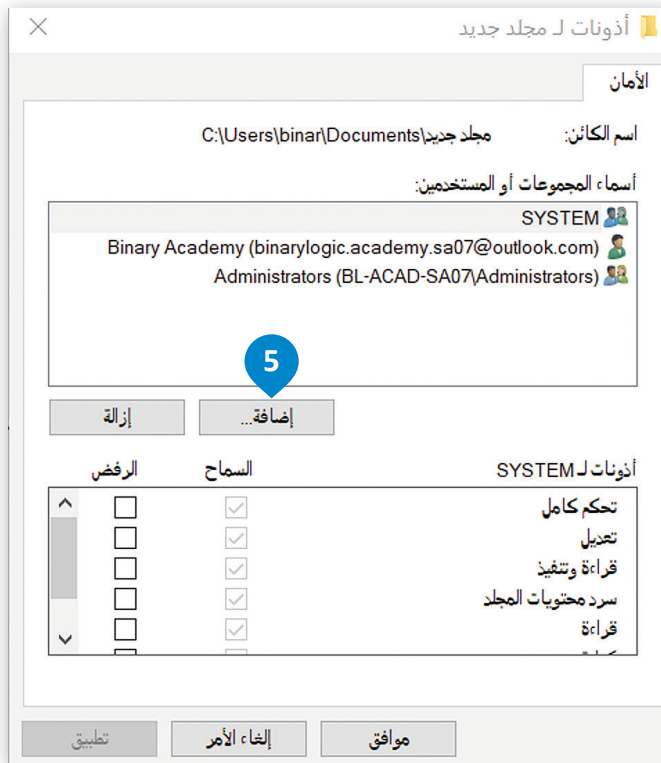 أذونات لـ مجلد جديد
الأمان
اسم الكائن: C:\Users\binar\Documents\مجلد جديد
أسماء المجموعات أو المستخدمين:
SYSTEM
Binary Academy (binarylogic.academy.sa07@outlook.com)
Administrators (BL-ACAD-SA07\Administrators)
5
إضافة... إزالة
أذونات لـ SYSTEM السماح الرفض
تحكم كامل
تعديل
قراءة وتنفيذ
سرد محتويات المجلد
قراءة
موافق إلغاء الأمر تطبيق